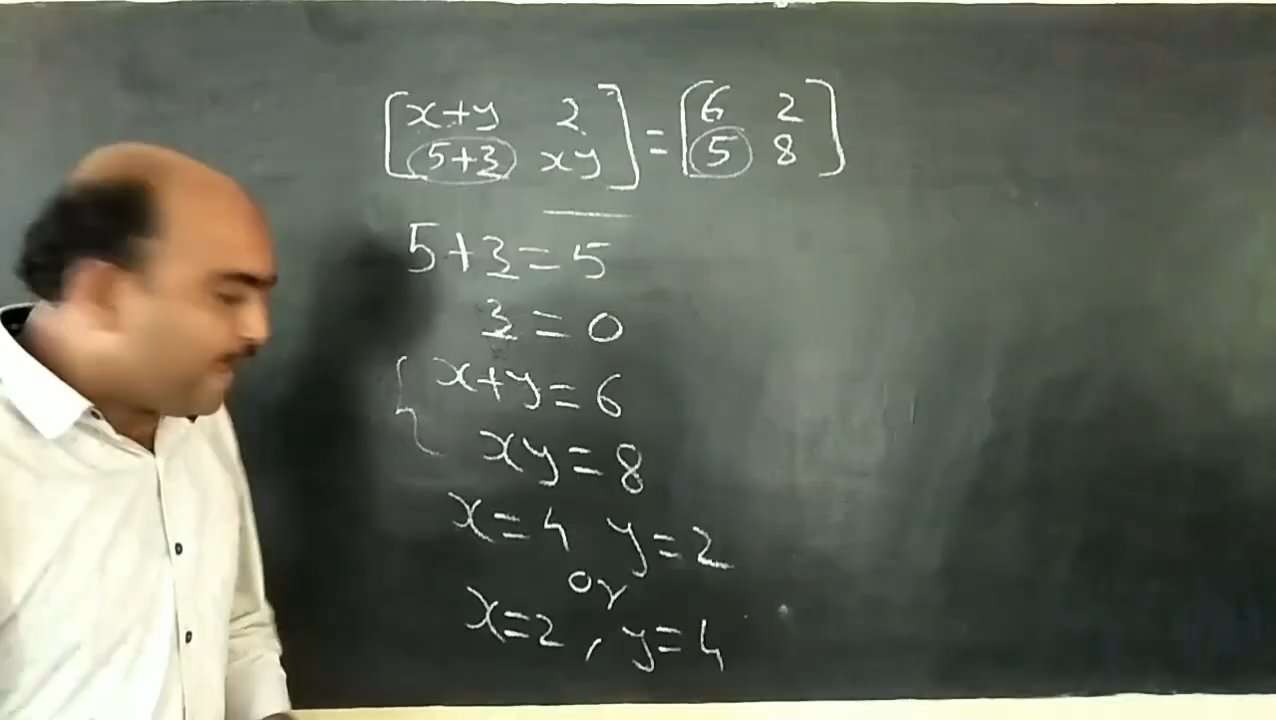 [x+y 2
5+z xy] = [6 2
5 8]
5+z=5
z=0
{x+y=6
xy=8
x=4 y=2
or
x=2, y=4